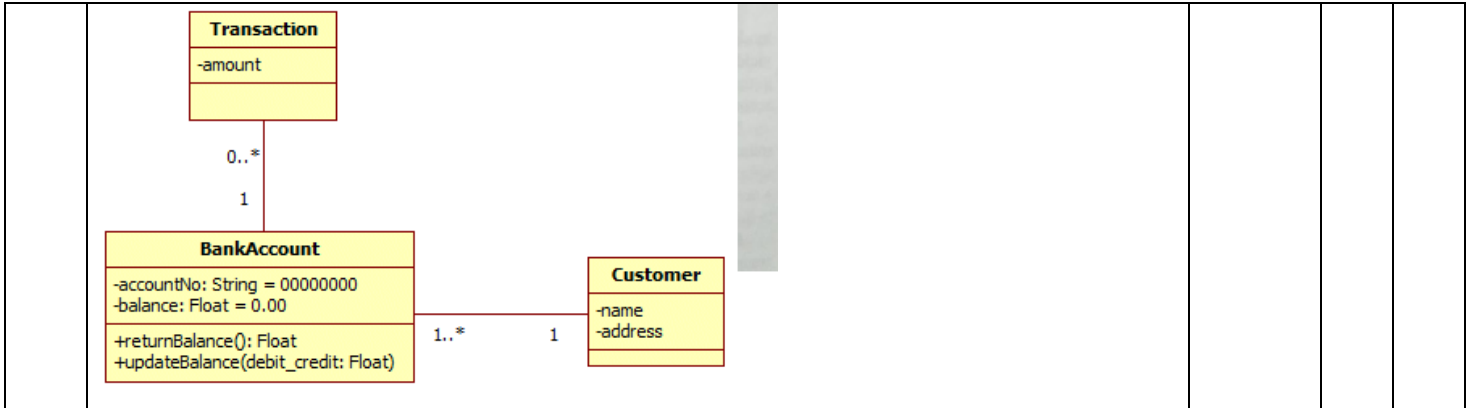 Transaction
-amount
0..*
1
BankAccount
-accountNo: String = 00000000
-balance: Float = 0.00
+returnBalance(): Float
+updateBalance(debit_credit: Float)
1..*
1
Customer
-name
-address